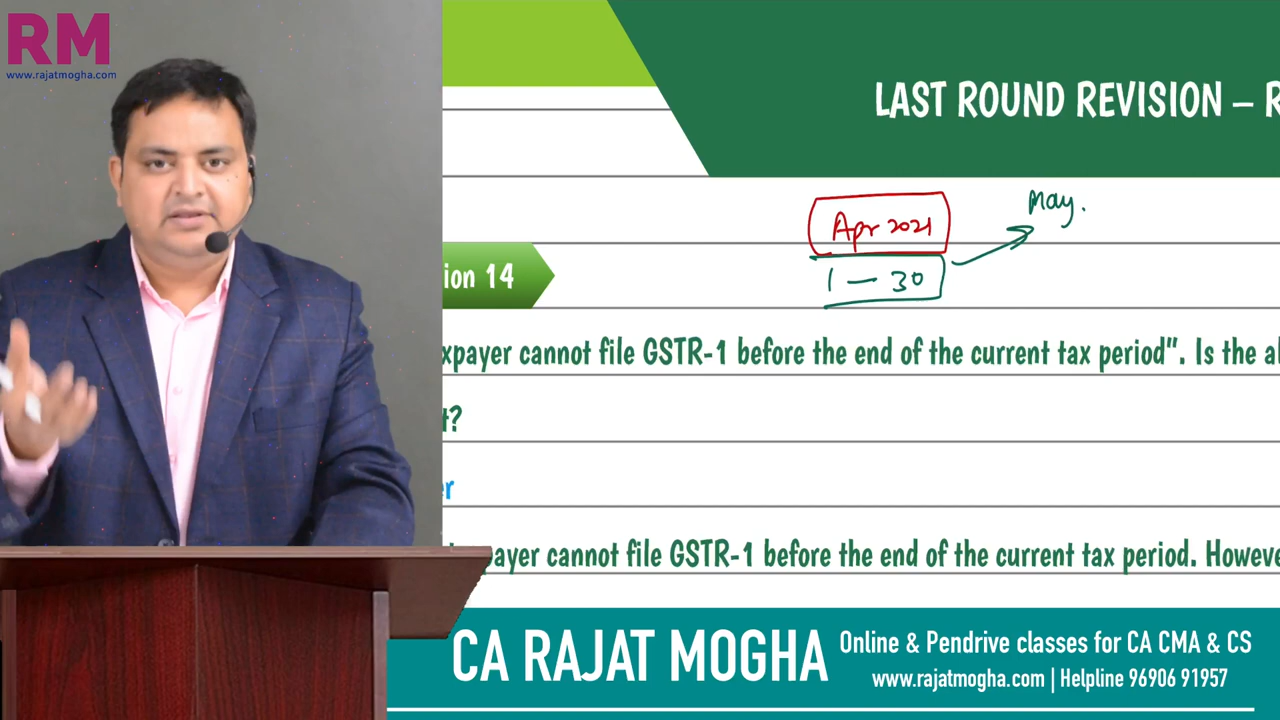 RM
www.rajatmogha.com
LAST ROUND REVISION – R
Apr 2021
May.
1 — 30
ion 14
xpayer cannot file GSTR-1 before the end of the current tax period”. Is the a
t?
er
payer cannot file GSTR-1 before the end of the current tax period. Howeve
CA RAJAT MOGHA
Online & Pendrive classes for CA CMA & CS
www.rajatmogha.com | Helpline 96906 91957